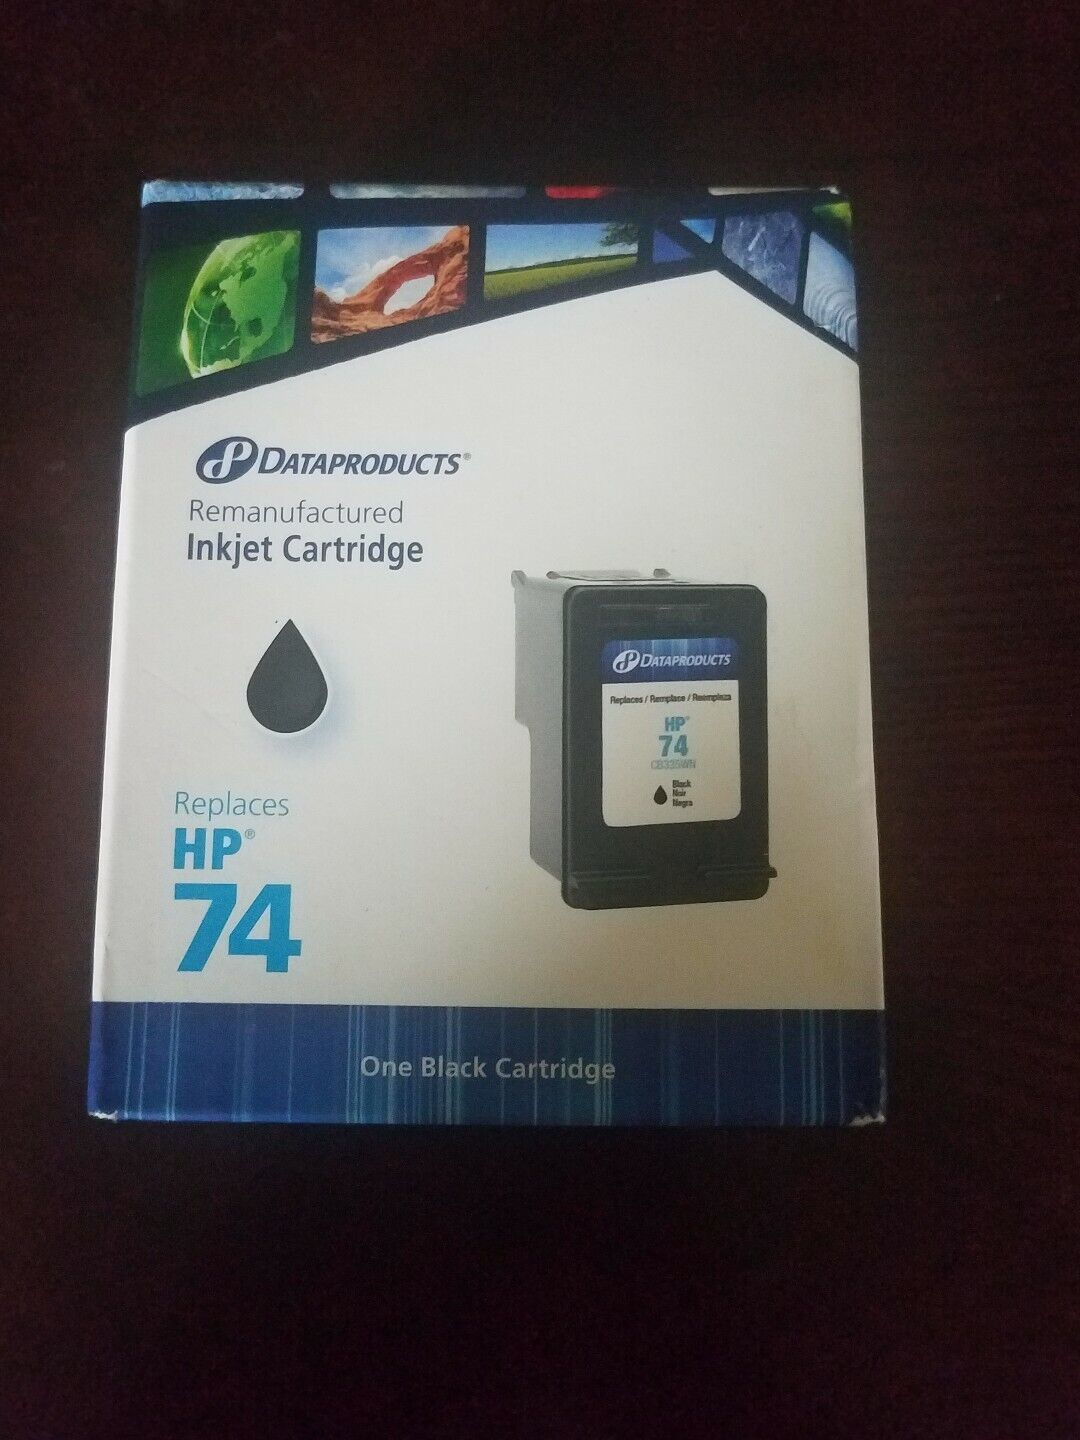 DATAPRODUCTS®
Remanufactured
Inkjet Cartridge
Replaces
HP®
74
DATAPRODUCTS
Replaces / Remplace / Reemplaza
HP®
74
CB335WN
Black
Noir
Negra
One Black Cartridge